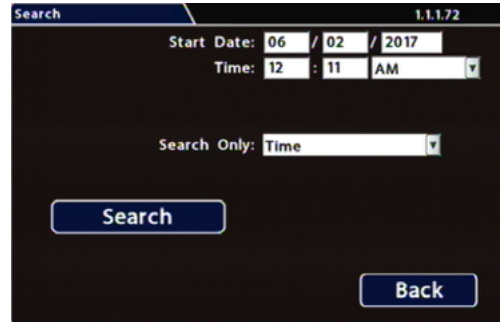 Search 1.1.1.72
Start Date: 06 / 02 / 2017
Time: 12 : 11 AM
Search Only: Time
Search
Back